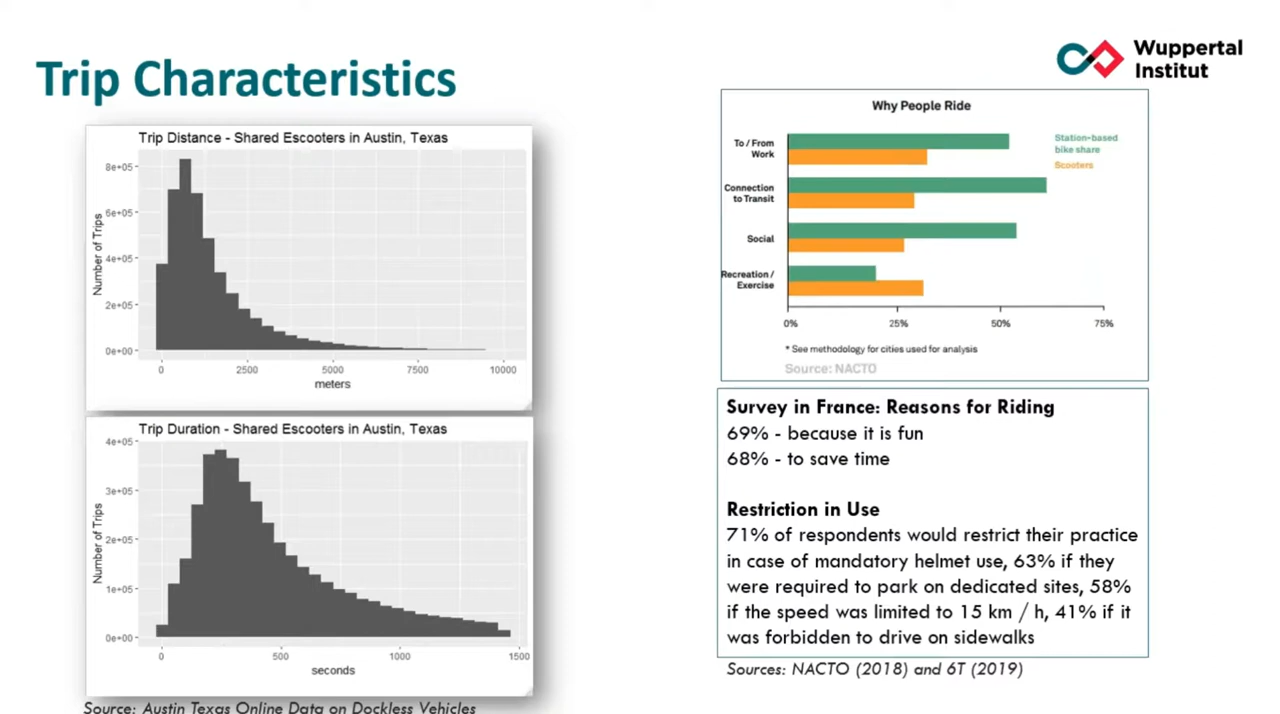 Trip Characteristics
Wuppertal
Institut
Trip Distance - Shared Escooters in Austin, Texas
Number of Trips
8e+05
6e+05
4e+05
2e+05
0e+00
0 2500 5000 7500 10000
meters
Trip Duration - Shared Escooters in Austin, Texas
Number of Trips
4e+05
3e+05
2e+05
1e+05
0e+00
0 500 1000 1500
seconds
Source: Austin Texas Online Data on Dockless Vehicles
Why People Ride
Station-based
bike share
Scooters
To / From
Work
Connection
to Transit
Social
Recreation /
Exercise
0% 25% 50% 75%
* See methodology for cities used for analysis
Source: NACTO
Survey in France: Reasons for Riding
69% - because it is fun
68% - to save time
Restriction in Use
71% of respondents would restrict their practice
in case of mandatory helmet use, 63% if they
were required to park on dedicated sites, 58%
if the speed was limited to 15 km / h, 41% if it
was forbidden to drive on sidewalks
Sources: NACTO (2018) and 6T (2019)